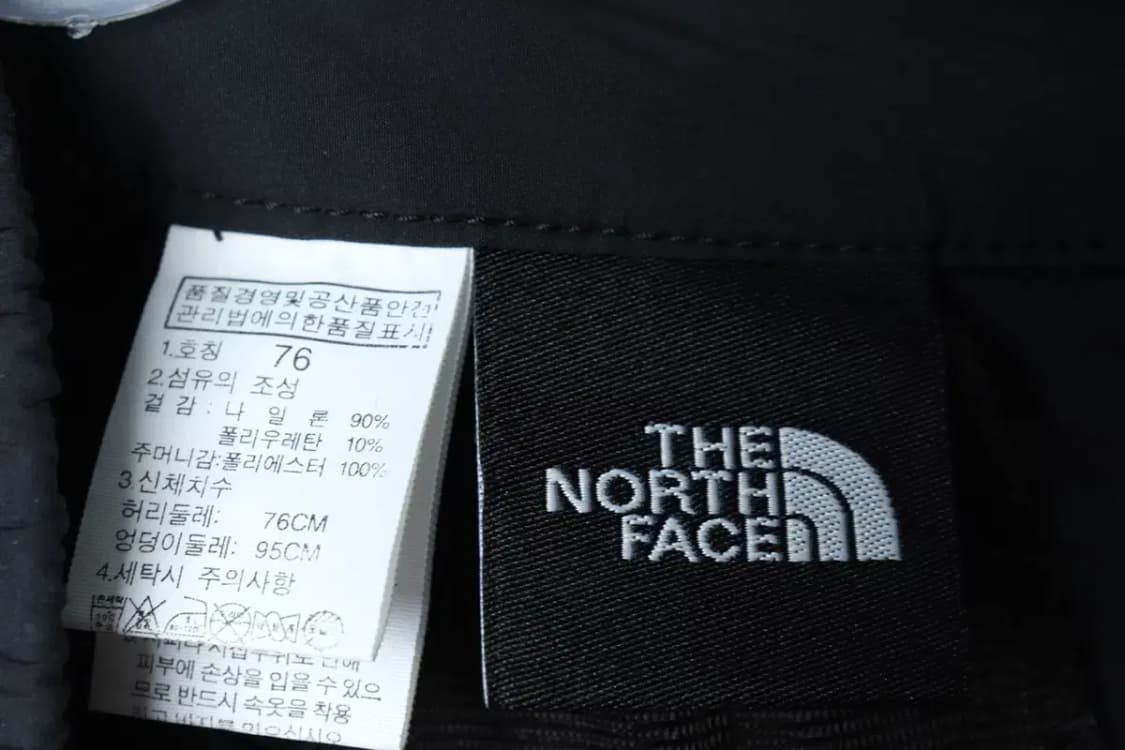 품질경영및공산품안전
관리법에의한품질표시
1.호칭 76
2.섬유의 조성
겉 감 : 나 일 론 90%
폴리우레탄 10%
주머니감:폴리에스터 100%
3.신체치수
허리둘레: 76CM
엉덩이둘레: 95CM
4.세탁시 주의사항
피부에 손상을 입을 수 있으
므로 반드시 속옷을 착용
THE
NORTH
FACE